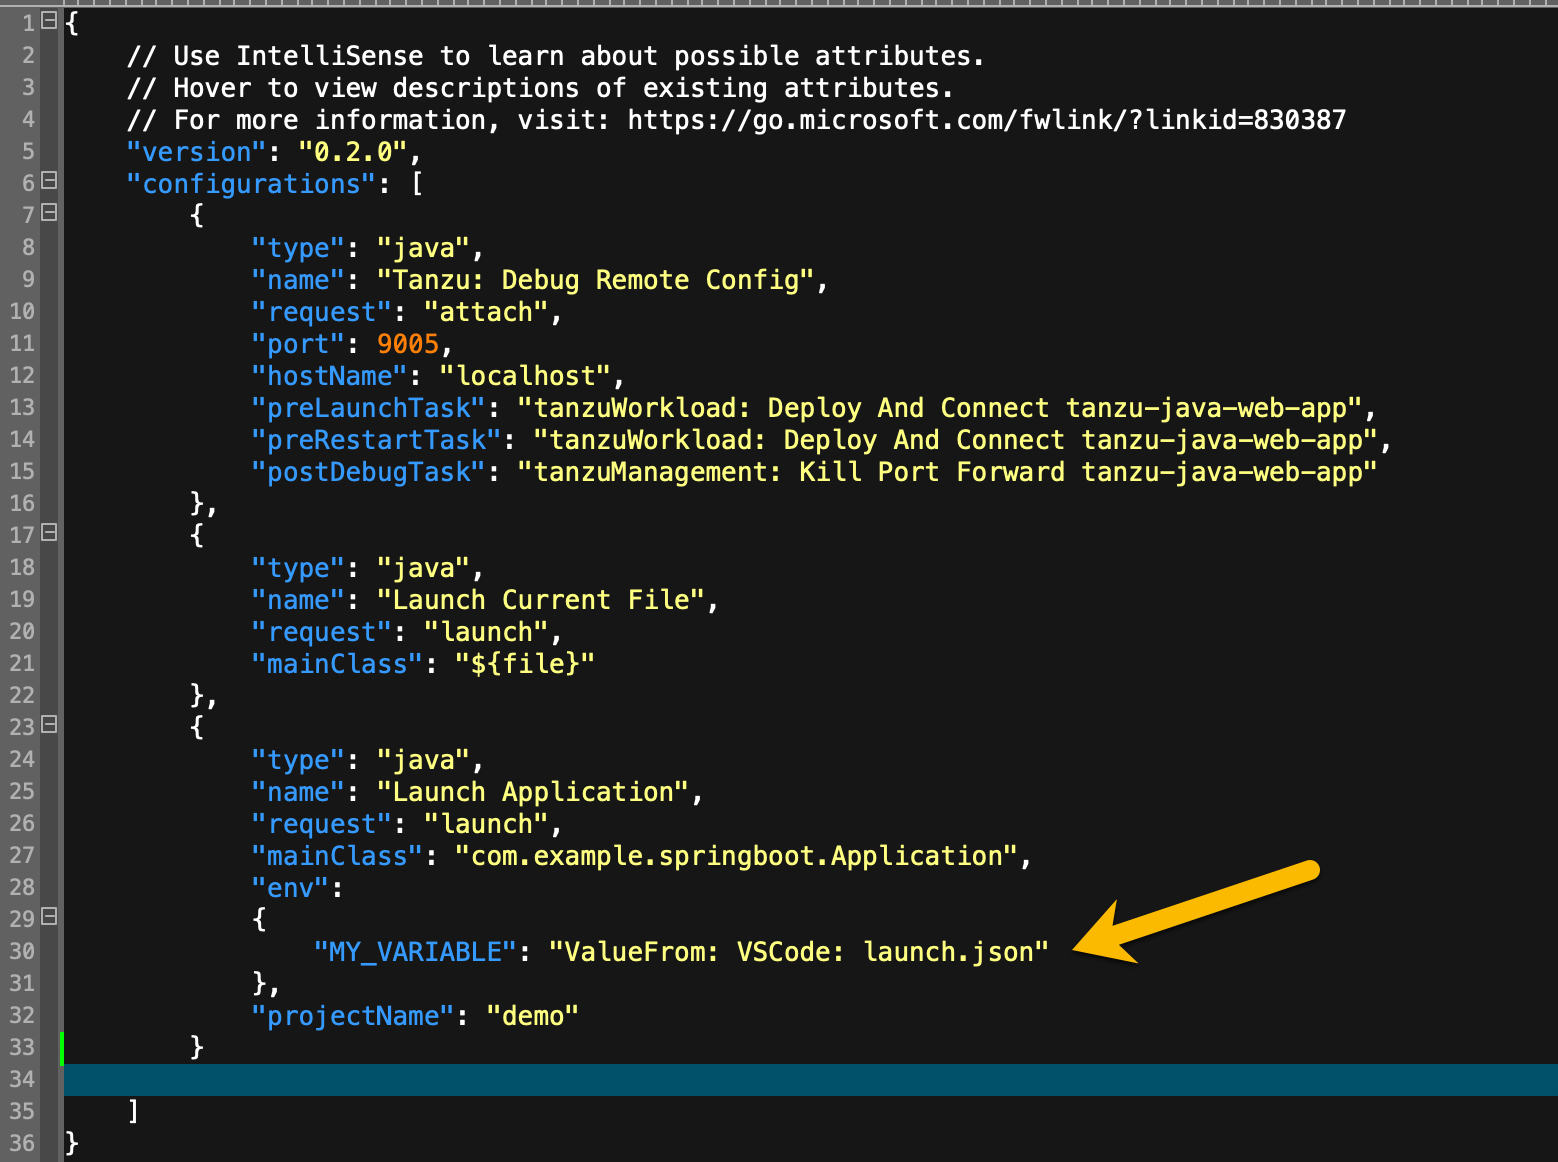 1 {
2     // Use IntelliSense to learn about possible attributes.
3     // Hover to view descriptions of existing attributes.
4     // For more information, visit: https://go.microsoft.com/fwlink/?linkid=830387
5     "version": "0.2.0",
6     "configurations": [
7         {
8             "type": "java",
9             "name": "Tanzu: Debug Remote Config",
10             "request": "attach",
11             "port": 9005,
12             "hostName": "localhost",
13             "preLaunchTask": "tanzuWorkload: Deploy And Connect tanzu-java-web-app",
14             "preRestartTask": "tanzuWorkload: Deploy And Connect tanzu-java-web-app",
15             "postDebugTask": "tanzuManagement: Kill Port Forward tanzu-java-web-app"
16         },
17         {
18             "type": "java",
19             "name": "Launch Current File",
20             "request": "launch",
21             "mainClass": "${file}"
22         },
23         {
24             "type": "java",
25             "name": "Launch Application",
26             "request": "launch",
27             "mainClass": "com.example.springboot.Application",
28             "env":
29             {
30                 "MY_VARIABLE": "ValueFrom: VSCode: launch.json"
31             },
32             "projectName": "demo"
33         }
34
35     ]
36 }